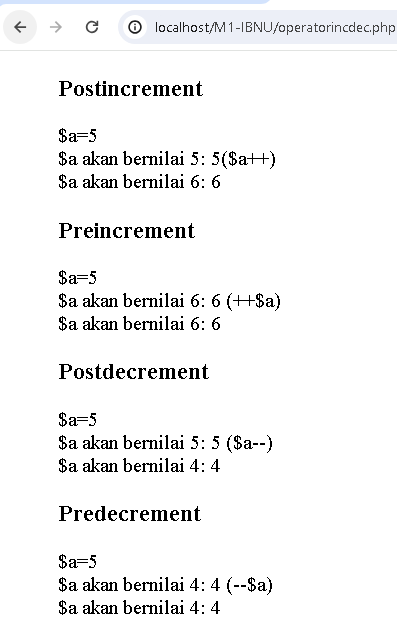 localhost/M1-IBNU/operatorincdec.php
Postincrement
$a=5
$a akan bernilai 5: 5($a++)
$a akan bernilai 6: 6
Preincrement
$a=5
$a akan bernilai 6: 6 (++$a)
$a akan bernilai 6: 6
Postdecrement
$a=5
$a akan bernilai 5: 5 ($a--)
$a akan bernilai 4: 4
Predecrement
$a=5
$a akan bernilai 4: 4 (--$a)
$a akan bernilai 4: 4